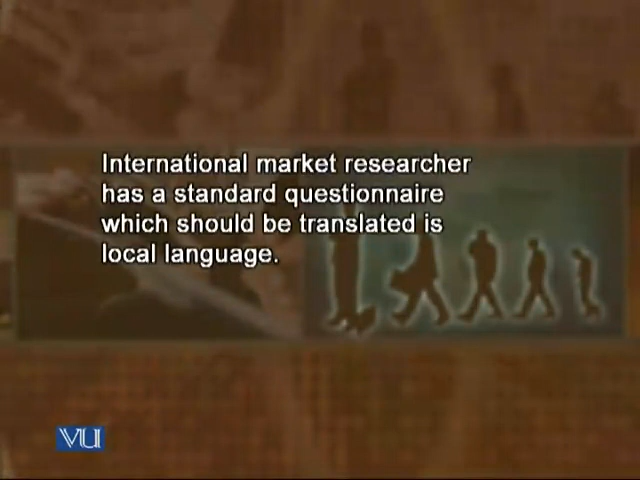 International market researcher
has a standard questionnaire
which should be translated is
local language.
VU